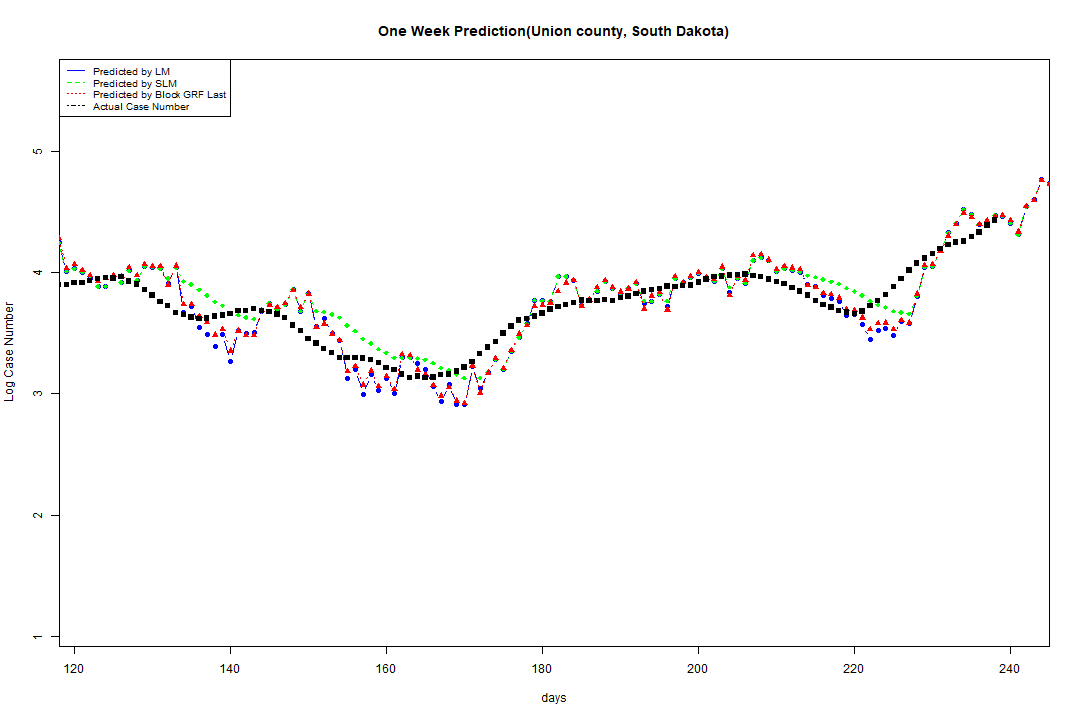 One Week Prediction(Union county, South Dakota)
Predicted by LM
Predicted by SLM
Predicted by Block GRF Last
Actual Case Number
5
4
3
2
1
Log Case Number
120 140 160 180 200 220 240
days